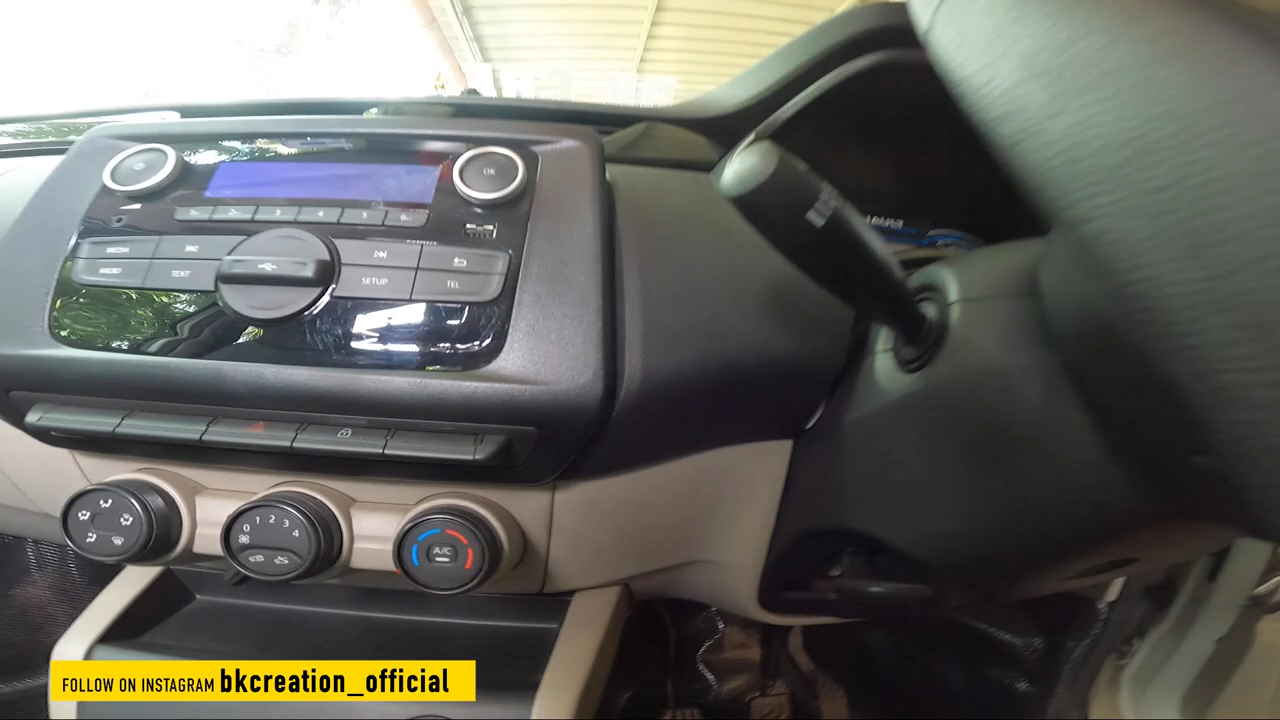 OK
1 2 3 4 5 6
MEDIA
RADIO TEXT SETUP TEL
0 1 2 3 4
A/C
FOLLOW ON INSTAGRAM bkcreation_official